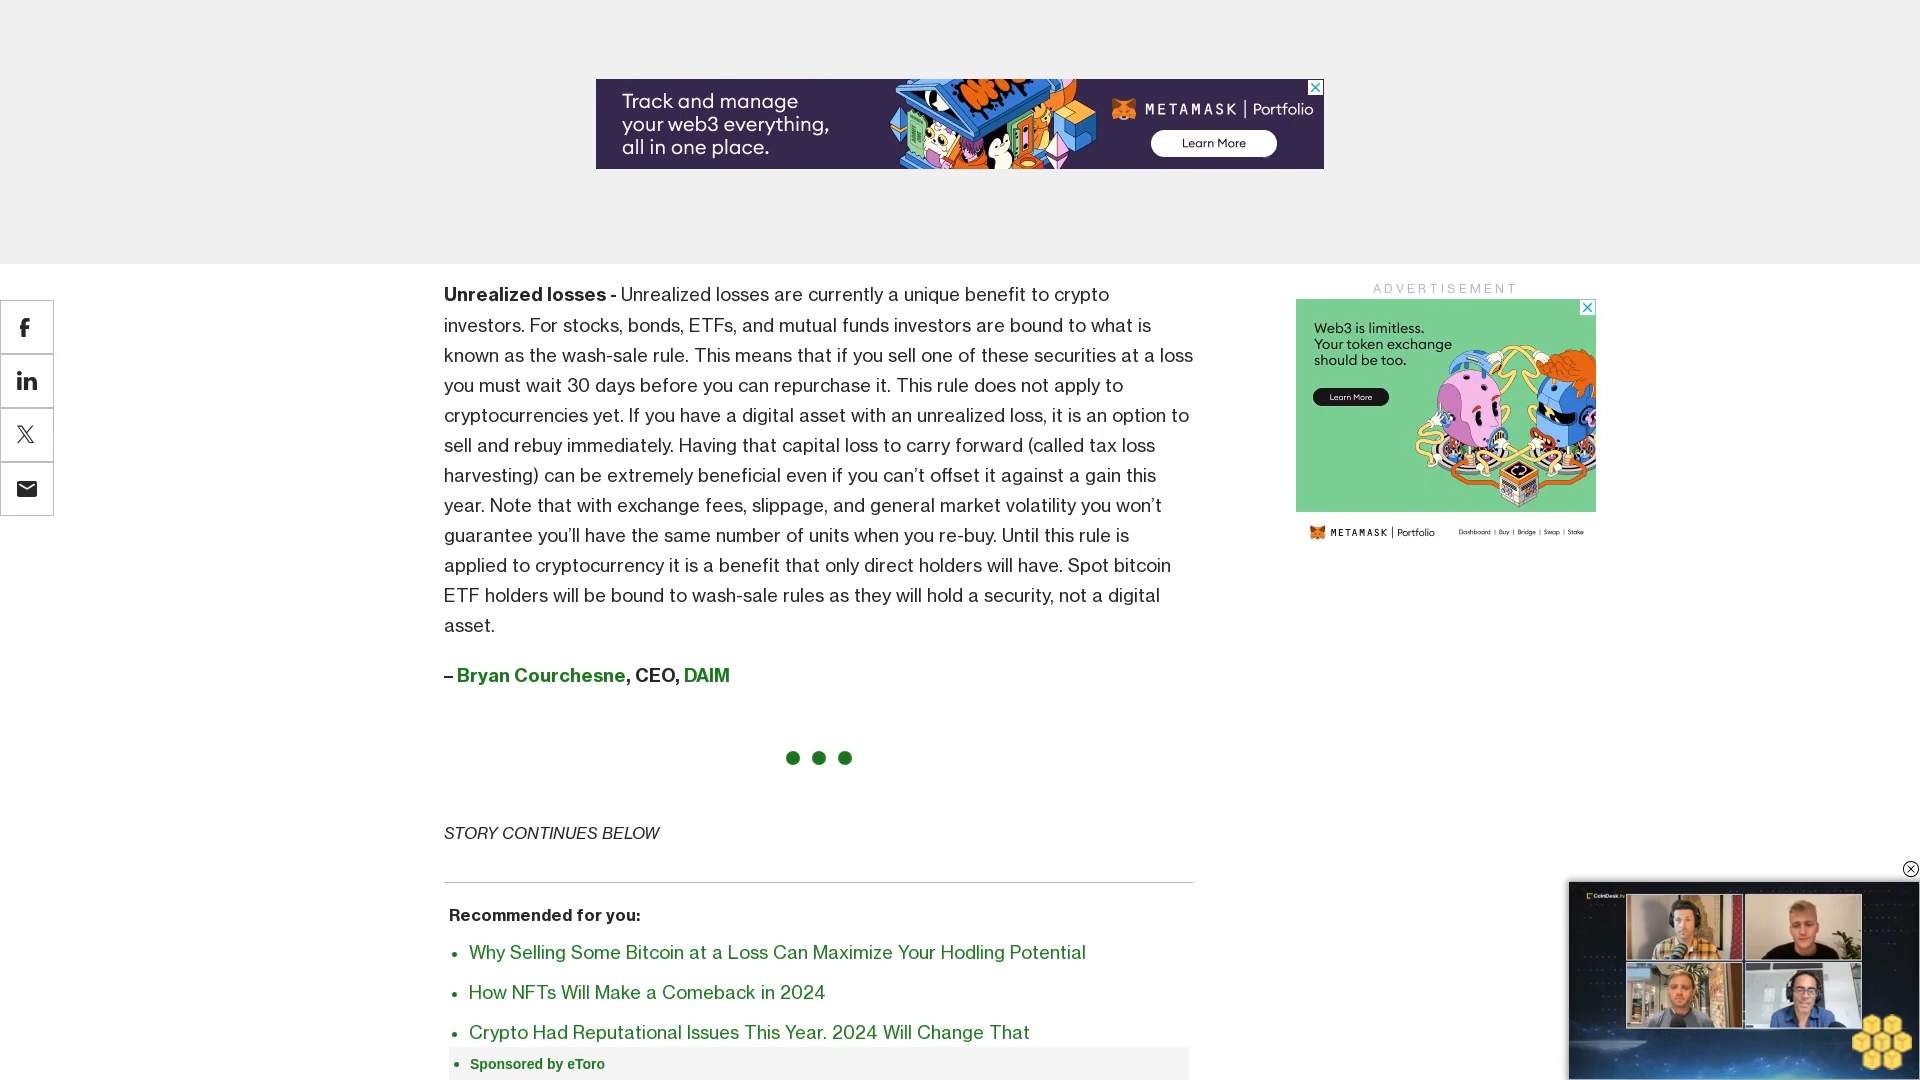 Track and manage
your web3 everything,
all in one place.
METAMASK | Portfolio
Learn More
Unrealized losses - Unrealized losses are currently a unique benefit to crypto
investors. For stocks, bonds, ETFs, and mutual funds investors are bound to what is
known as the wash-sale rule. This means that if you sell one of these securities at a loss
you must wait 30 days before you can repurchase it. This rule does not apply to
cryptocurrencies yet. If you have a digital asset with an unrealized loss, it is an option to
sell and rebuy immediately. Having that capital loss to carry forward (called tax loss
harvesting) can be extremely beneficial even if you can’t offset it against a gain this
year. Note that with exchange fees, slippage, and general market volatility you won’t
guarantee you’ll have the same number of units when you re-buy. Until this rule is
applied to cryptocurrency it is a benefit that only direct holders will have. Spot bitcoin
ETF holders will be bound to wash-sale rules as they will hold a security, not a digital
asset.
– Bryan Courchesne, CEO, DAIM
STORY CONTINUES BELOW
Recommended for you:
• Why Selling Some Bitcoin at a Loss Can Maximize Your Hodling Potential
• How NFTs Will Make a Comeback in 2024
• Crypto Had Reputational Issues This Year. 2024 Will Change That
• Sponsored by eToro
ADVERTISEMENT
Web3 is limitless.
Your token exchange
should be too.
Learn More
METAMASK | Portfolio
Dashboard | Buy | Bridge | Swap | Stake
CoinDesk